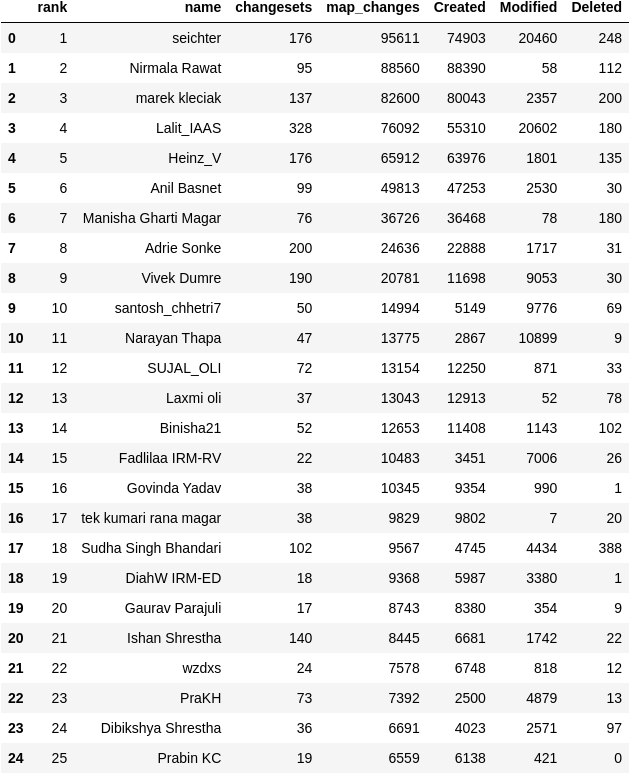 rank name changesets map_changes Created Modified Deleted
0 1 seichter 176 95611 74903 20460 248
1 2 Nirmala Rawat 95 88560 88390 58 112
2 3 marek kleciak 137 82600 80043 2357 200
3 4 Lalit_IAAS 328 76092 55310 20602 180
4 5 Heinz_V 176 65912 63976 1801 135
5 6 Anil Basnet 99 49813 47253 2530 30
6 7 Manisha Gharti Magar 76 36726 36468 78 180
7 8 Adrie Sonke 200 24636 22888 1717 31
8 9 Vivek Dumre 190 20781 11698 9053 30
9 10 santosh_chhetri7 50 14994 5149 9776 69
10 11 Narayan Thapa 47 13775 2867 10899 9
11 12 SUJAL_OLI 72 13154 12250 871 33
12 13 Laxmi oli 37 13043 12913 52 78
13 14 Binisha21 52 12653 11408 1143 102
14 15 Fadlilaa IRM-RV 22 10483 3451 7006 26
15 16 Govinda Yadav 38 10345 9354 990 1
16 17 tek kumari rana magar 38 9829 9802 7 20
17 18 Sudha Singh Bhandari 102 9567 4745 4434 388
18 19 DiahW IRM-ED 18 9368 5987 3380 1
19 20 Gaurav Parajuli 17 8743 8380 354 9
20 21 Ishan Shrestha 140 8445 6681 1742 22
21 22 wzdxs 24 7578 6748 818 12
22 23 PraKH 73 7392 2500 4879 13
23 24 Dibikshya Shrestha 36 6691 4023 2571 97
24 25 Prabin KC 19 6559 6138 421 0